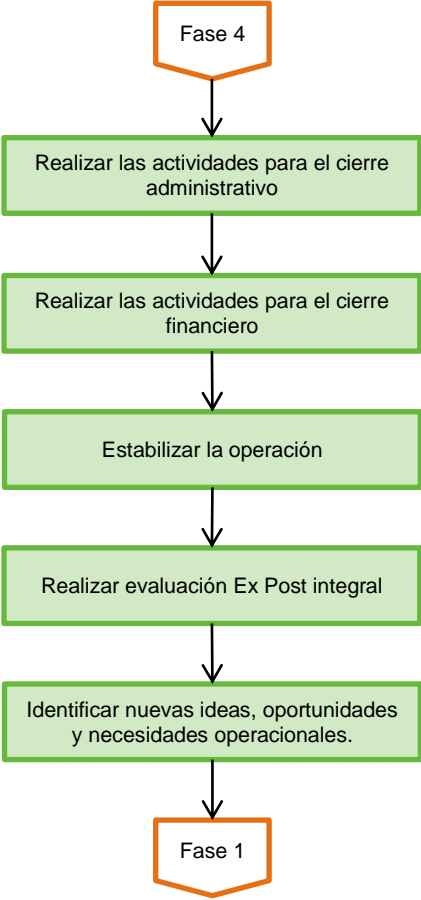 Fase 4
Realizar las actividades para el cierre
administrativo
Realizar las actividades para el cierre
financiero
Estabilizar la operación
Realizar evaluación Ex Post integral
Identificar nuevas ideas, oportunidades
y necesidades operacionales.
Fase 1